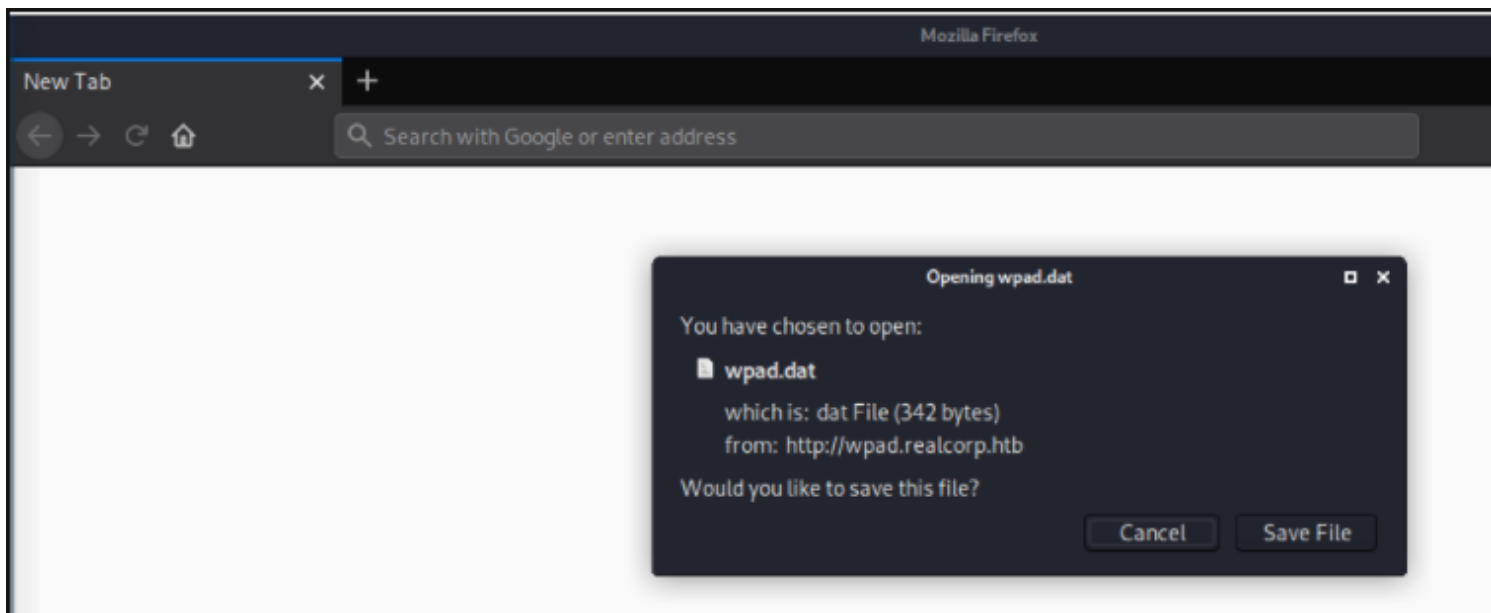 Mozilla Firefox
New Tab
Search with Google or enter address
Opening wpad.dat
You have chosen to open:
wpad.dat
which is: dat File (342 bytes)
from: http://wpad.realcorp.htb
Would you like to save this file?
Cancel Save File